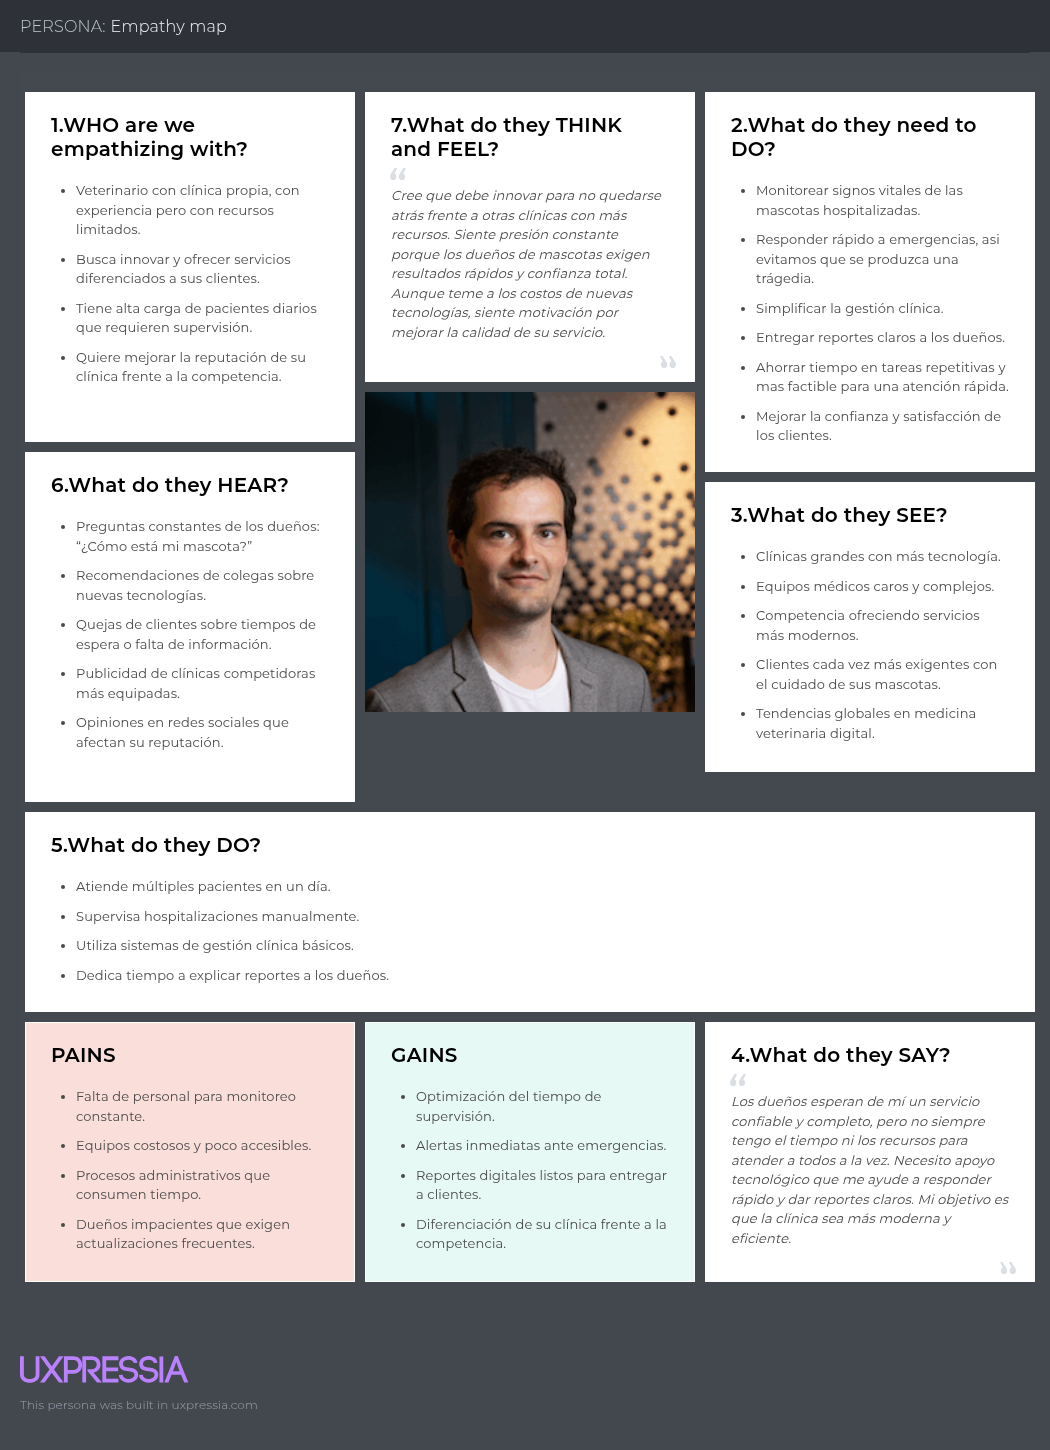 PERSONA: Empathy map
1.WHO are we
empathizing with?
• Veterinario con clínica propia, con
experiencia pero con recursos
limitados.
• Busca innovar y ofrecer servicios
diferenciados a sus clientes.
• Tiene alta carga de pacientes diarios
que requieren supervisión.
• Quiere mejorar la reputación de su
clínica frente a la competencia.
7.What do they THINK
and FEEL?
“
Cree que debe innovar para no quedarse
atrás frente a otras clínicas con más
recursos. Siente presión constante
porque los dueños de mascotas exigen
resultados rápidos y confianza total.
Aunque teme a los costos de nuevas
tecnologías, siente motivación por
mejorar la calidad de su servicio.
”
2.What do they need to
DO?
• Monitorear signos vitales de las
mascotas hospitalizadas.
• Responder rápido a emergencias, asi
evitamos que se produzca una
trágedia.
• Simplificar la gestión clínica.
• Entregar reportes claros a los dueños.
• Ahorrar tiempo en tareas repetitivas y
mas factible para una atención rápida.
• Mejorar la confianza y satisfacción de
los clientes.
6.What do they HEAR?
• Preguntas constantes de los dueños:
“¿Cómo está mi mascota?”
• Recomendaciones de colegas sobre
nuevas tecnologías.
• Quejas de clientes sobre tiempos de
espera o falta de información.
• Publicidad de clínicas competidoras
más equipadas.
• Opiniones en redes sociales que
afectan su reputación.
3.What do they SEE?
• Clínicas grandes con más tecnología.
• Equipos médicos caros y complejos.
• Competencia ofreciendo servicios
más modernos.
• Clientes cada vez más exigentes con
el cuidado de sus mascotas.
• Tendencias globales en medicina
veterinaria digital.
5.What do they DO?
• Atiende múltiples pacientes en un día.
• Supervisa hospitalizaciones manualmente.
• Utiliza sistemas de gestión clínica básicos.
• Dedica tiempo a explicar reportes a los dueños.
PAINS
• Falta de personal para monitoreo
constante.
• Equipos costosos y poco accesibles.
• Procesos administrativos que
consumen tiempo.
• Dueños impacientes que exigen
actualizaciones frecuentes.
GAINS
• Optimización del tiempo de
supervisión.
• Alertas inmediatas ante emergencias.
• Reportes digitales listos para entregar
a clientes.
• Diferenciación de su clínica frente a la
competencia.
4.What do they SAY?
“
Los dueños esperan de mí un servicio
confiable y completo, pero no siempre
tengo el tiempo ni los recursos para
atender a todos a la vez. Necesito apoyo
tecnológico que me ayude a responder
rápido y dar reportes claros. Mi objetivo es
que la clínica sea más moderna y
eficiente.
”
UXPRESSIA
This persona was built in uxpressia.com